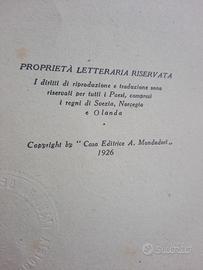 PROPRIETÀ LETTERARIA RISERVATA
I diritti di riproduzione e traduzione sono
riservati per tutti i Paesi, compresi
i regni di Svezia, Norvegia
e Olanda
Copyright by "Casa Editrice A. Mondadori"
1926
subito